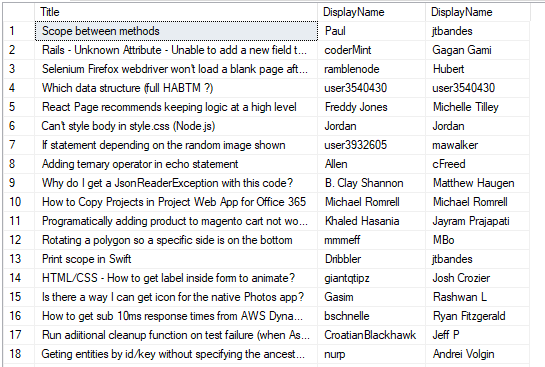 Title DisplayName DisplayName
1 Scope between methods Paul jtbandes
2 Rails - Unknown Attribute - Unable to add a new field t... coderMint Gagan Gami
3 Selenium Firefox webdriver won't load a blank page aft... ramblenode Hubert
4 Which data structure (full HABTM ?) user3540430 user3540430
5 React Page recommends keeping logic at a high level Freddy Jones Michelle Tilley
6 Can't style body in style.css (Node.js) Jordan Jordan
7 If statement depending on the random image shown user3932605 mawalker
8 Adding ternary operator in echo statement Allen cFreed
9 Why do I get a JsonReaderException with this code? B. Clay Shannon Matthew Haugen
10 How to Copy Projects in Project Web App for Office 365 Michael Romrell Michael Romrell
11 Programatically adding product to magento cart not wo... Khaled Hasania Jayram Prajapati
12 Rotating a polygon so a specific side is on the bottom mmmeff MBo
13 Print scope in Swift Dribbler jtbandes
14 HTML/CSS - How to get label inside form to animate? giantqtipz Josh Crozier
15 Is there a way I can get icon for the native Photos app? Gasim Rashwan L
16 How to get sub 10ms response times from AWS Dyna... bschnelle Ryan Fitzgerald
17 Run adiitional cleanup function on test failure (when As... CroatianBlackhawk Jeff P
18 Geting entities by id/key without specifying the ancest... nurp Andrei Volgin